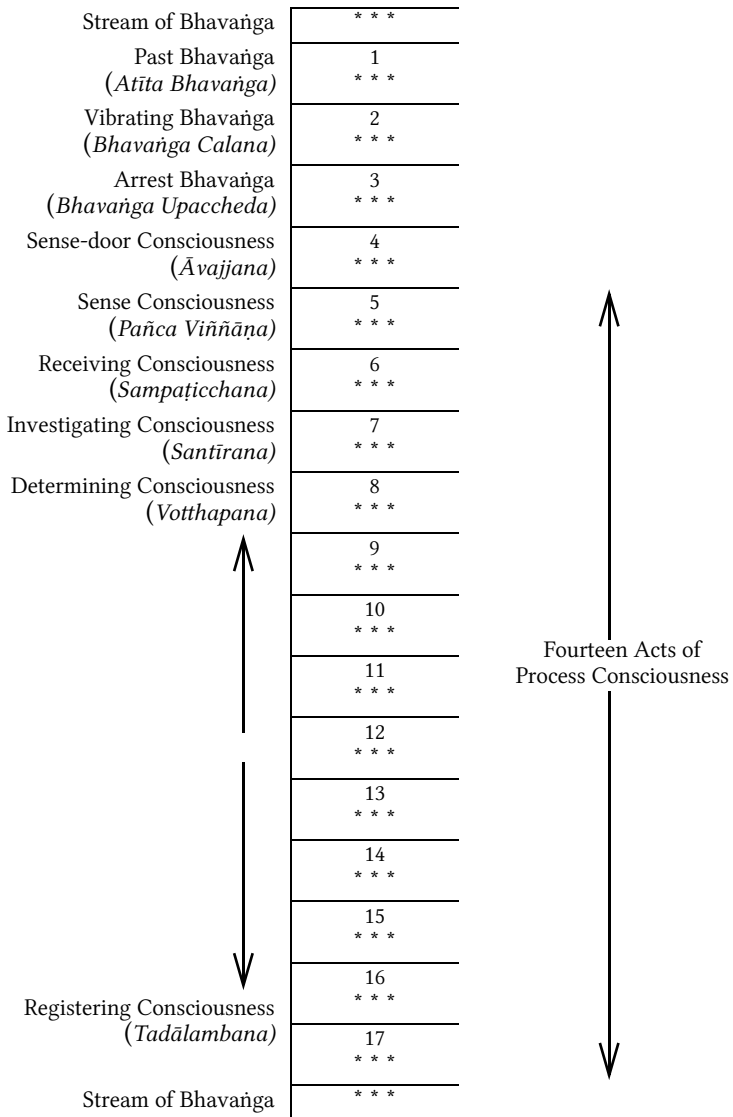 Stream of Bhavaṅga
* * *
Past Bhavaṅga
(Atīta Bhavaṅga)
1
* * *
Vibrating Bhavaṅga
(Bhavaṅga Calana)
2
* * *
Arrest Bhavaṅga
(Bhavaṅga Upaccheda)
3
* * *
Sense-door Consciousness
(Āvajjana)
4
* * *
Sense Consciousness
(Pañca Viññāṇa)
5
* * *
Receiving Consciousness
(Sampaṭicchana)
6
* * *
Investigating Consciousness
(Santīrana)
7
* * *
Determining Consciousness
(Votthapana)
8
* * *
9
* * *
10
* * *
11
* * *
12
* * *
13
* * *
14
* * *
15
* * *
Fourteen Acts of
Process Consciousness
16
* * *
Registering Consciousness
(Tadālambana)
17
* * *
Stream of Bhavaṅga
* * *